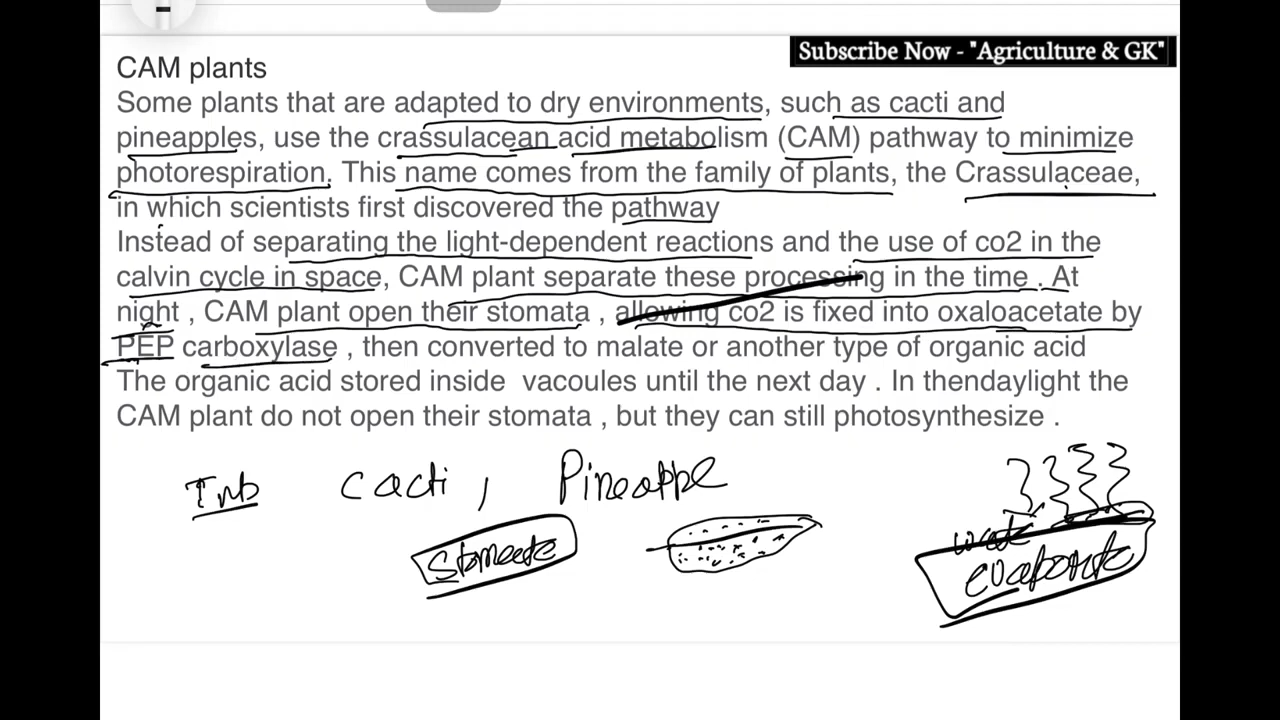 Subscribe Now - "Agriculture & GK"
CAM plants
Some plants that are adapted to dry environments, such as cacti and
pineapples, use the crassulacean acid metabolism (CAM) pathway to minimize
photorespiration. This name comes from the family of plants, the Crassulaceae,
in which scientists first discovered the pathway
Instead of separating the light-dependent reactions and the use of co2 in the
calvin cycle in space, CAM plant separate these processing in the time . At
night , CAM plant open their stomata , allowing co2 is fixed into oxaloacetate by
PEP carboxylase , then converted to malate or another type of organic acid
The organic acid stored inside vacoules until the next day . In thendaylight the
CAM plant do not open their stomata , but they can still photosynthesize .
cacti , Pineapple
evaporate